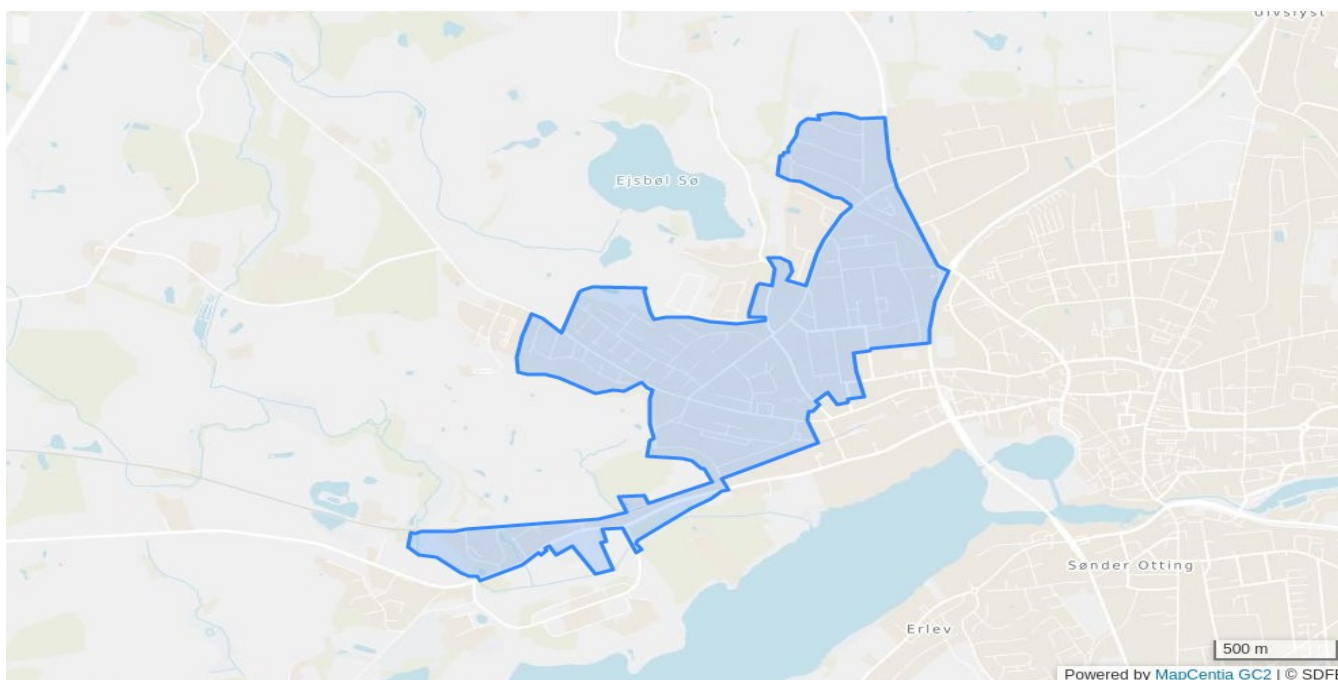 Ejsbøl Sø
Sønder Otting
Erlev
500 m
Powered by MapCentia GC2 | © SDFE